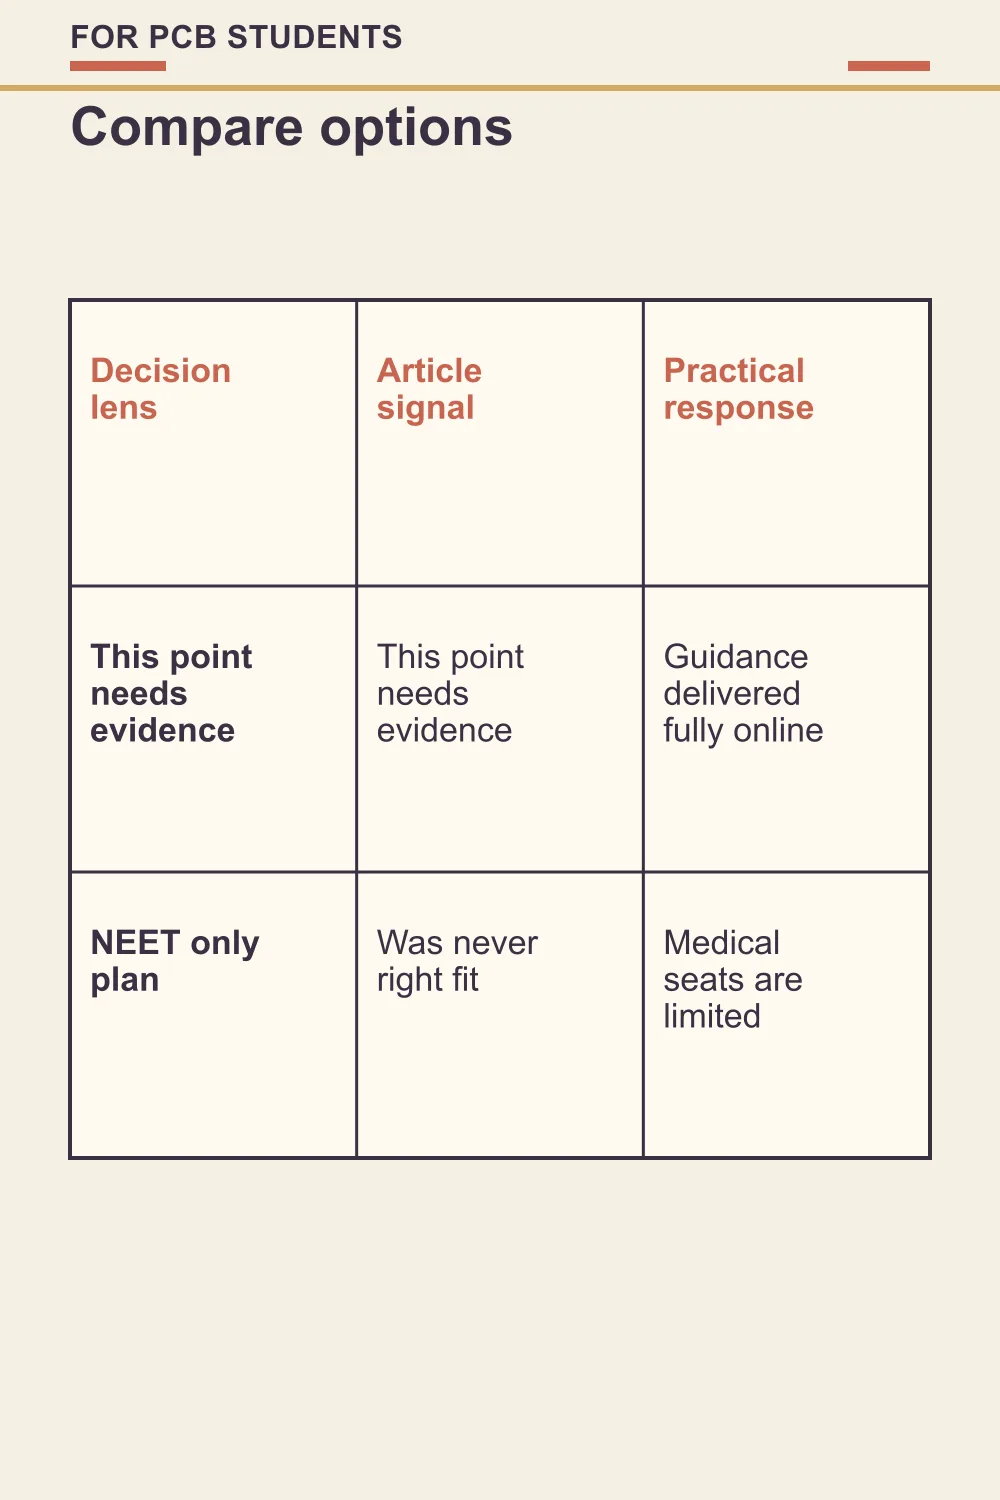 FOR PCB STUDENTS
Compare options
Decision
lens
Article
signal
Practical
response
This point
needs
evidence
This point
needs
evidence
Guidance
delivered
fully online
NEET only
plan
Was never
right fit
Medical
seats are
limited